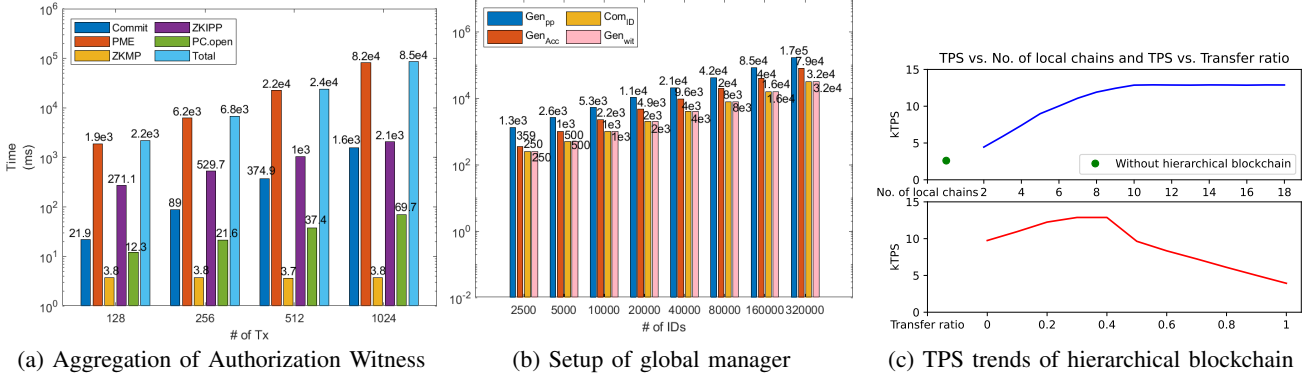 10^6
10^5
10^4
10^3
10^2
10^1
10^0
Time
(ms)
Commit
PME
ZKMP
ZKIPP
PC.open
Total
21.9
1.9e3
3.8
271.1
12.3
2.2e3
89
6.2e3
3.8
529.7
21.6
6.8e3
374.9
2.2e4
3.7
1e3
37.4
2.4e4
1.6e3
8.2e4
3.8
2.1e3
69.7
8.5e4
128 256 512 1024
# of Tx
(a) Aggregation of Authorization Witness
10^6
10^4
10^2
10^0
10^-2
Gen_pp
Gen_Acc
Com_ID
Gen_wit
1.3e3
359
250
250
2.6e3
1e3
500
500
5.3e3
2.2e3
1e3
1e3
1.1e4
4.9e3
2e3
2e3
2.1e4
9.6e3
4e3
4e3
4.2e4
2e4
8e3
8e3
8.5e4
4e4
1.6e4
1.6e4
1.7e5
7.9e4
3.2e4
3.2e4
2500 5000 10000 20000 40000 80000 160000 320000
# of IDs
(b) Setup of global manager
TPS vs. No. of local chains and TPS vs. Transfer ratio
15
10
5
0
kTPS
Without hierarchical blockchain
No. of local chains 2 4 6 8 10 12 14 16 18
15
10
5
0
kTPS
Transfer ratio 0 0.2 0.4 0.6 0.8 1
(c) TPS trends of hierarchical blockchain